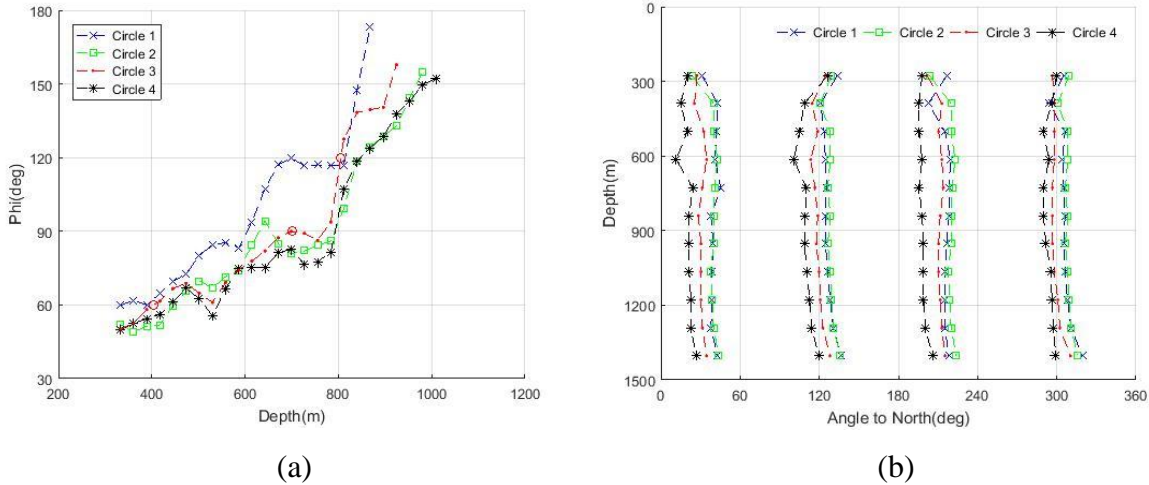 180
150
120
90
60
30
Phi(deg)
Circle 1
Circle 2
Circle 3
Circle 4
200
400
600
800
1000
1200
Depth(m)
(a)
0
300
600
900
1200
1500
Depth(m)
Circle 1 Circle 2 Circle 3 Circle 4
0
60
120
180
240
300
360
Angle to North(deg)
(b)